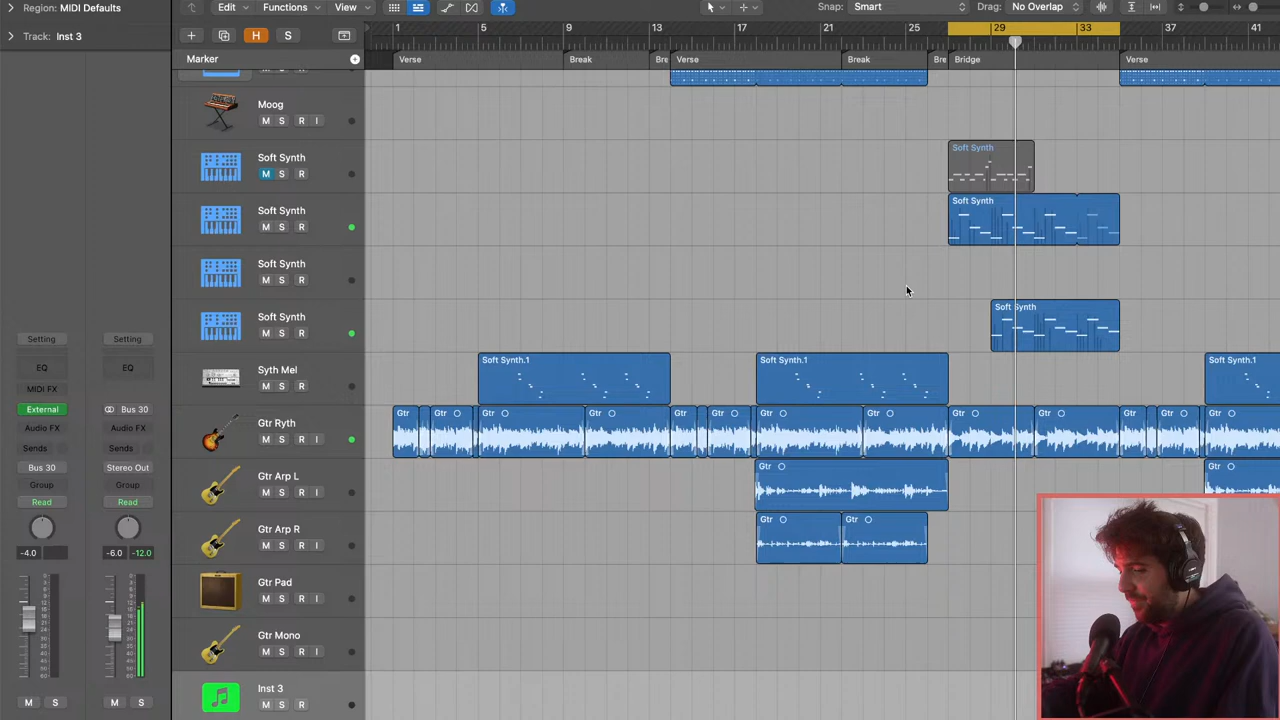 Region: MIDI Defaults
Edit
Functions
View
Snap: Smart
Drag: No Overlap
Track: Inst 3
H
S
1
5
9
13
17
21
25
29
33
37
41
Marker
Verse
Break
Bre
Verse
Break
Bre
Bridge
Verse
Moog
M S R I
Soft Synth
M S R
Soft Synth
Soft Synth
M S R
Soft Synth
Soft Synth
M S R
Soft Synth
M S R
Soft Synth
Syth Mel
M S R
Soft Synth.1
Soft Synth.1
Soft Synth.1
Gtr Ryth
M S R I
Gtr
Gtr
Gtr
Gtr
Gtr
Gtr
Gtr
Gtr
Gtr
Gtr
Gtr
Gtr
Gtr
Gtr Arp L
M S R I
Gtr
Gtr
Gtr Arp R
M S R I
Gtr
Gtr
Gtr Pad
M S R I
Gtr Mono
M S R I
Inst 3
M S R
Setting
Setting
EQ
EQ
MIDI FX
External
Bus 30
Audio FX
Audio FX
Sends
Sends
Bus 30
Stereo Out
Group
Group
Read
Read
-4.0
-6.0
-12.0
M S
M S